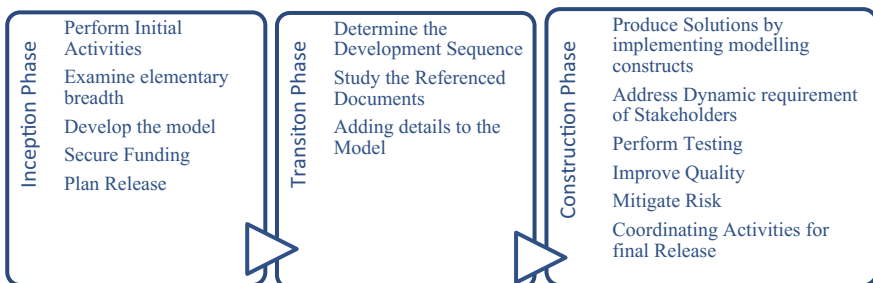 Inception Phase
Perform Initial
Activities
Examine elementary
breadth
Develop the model
Secure Funding
Plan Release
Transiton Phase
Determine the
Development Sequence
Study the Referenced
Documents
Adding details to the
Model
Construction Phase
Produce Solutions by
implementing modelling
constructs
Address Dynamic requirement
of Stakeholders
Perform Testing
Improve Quality
Mitigate Risk
Coordinating Activities for
final Release